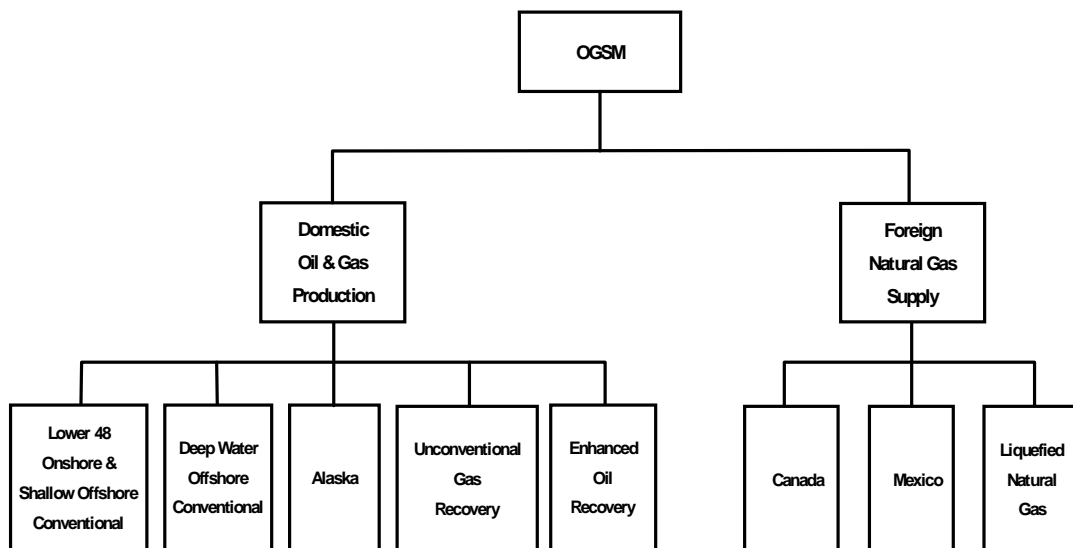 OGSM
Domestic
Oil & Gas
Production
Foreign
Natural Gas
Supply
Lower 48
Onshore &
Shallow Offshore
Conventional
Deep Water
Offshore
Conventional
Alaska
Unconventional
Gas
Recovery
Enhanced
Oil
Recovery
Canada
Mexico
Liquefied
Natural
Gas